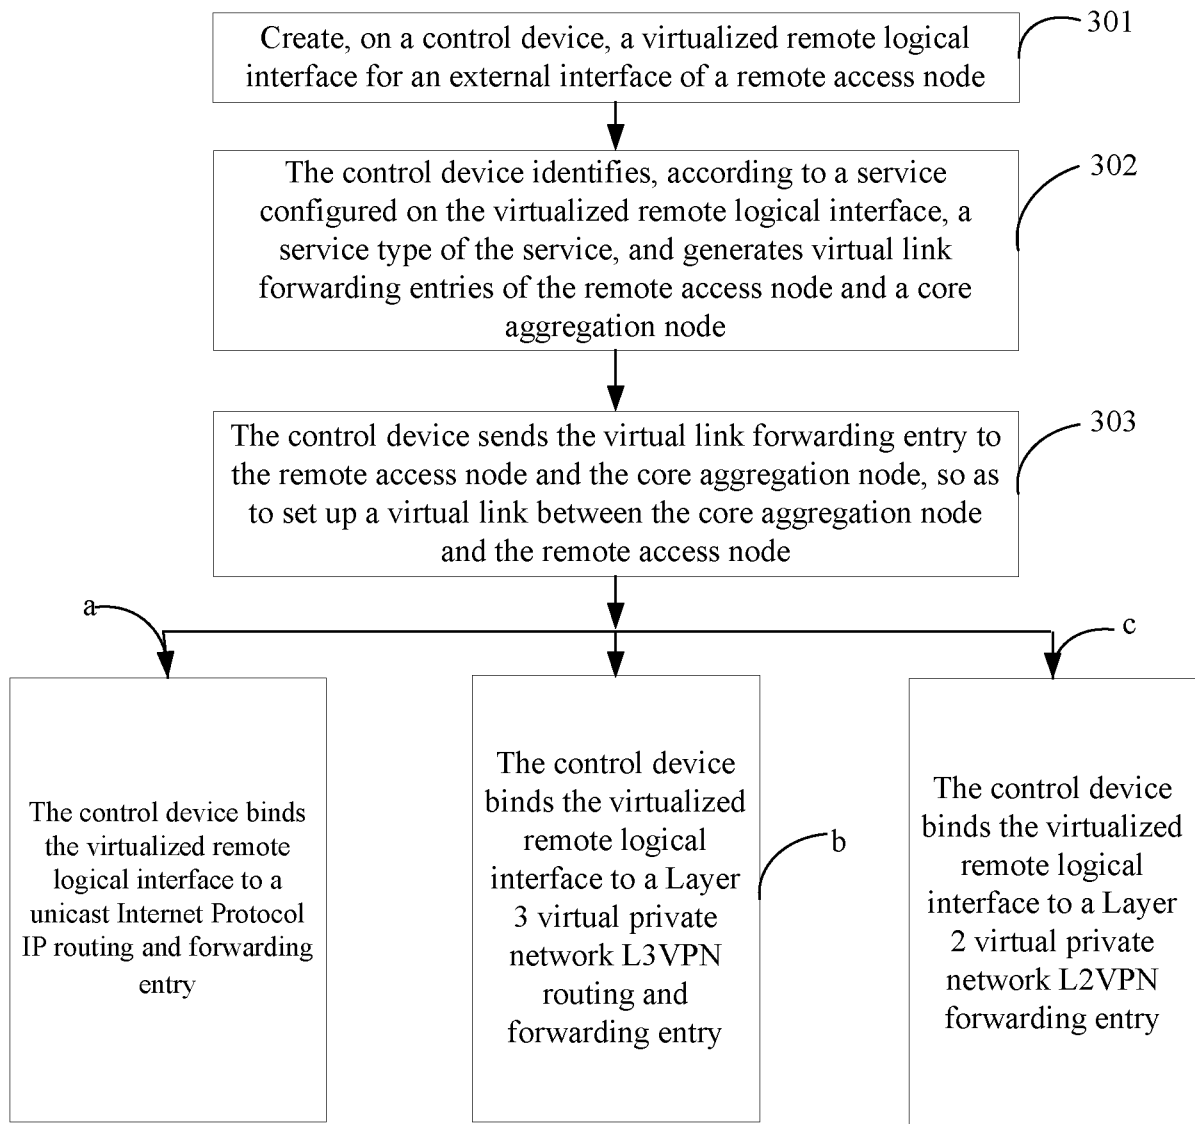 Create, on a control device, a virtualized remote logical
interface for an external interface of a remote access node
301
The control device identifies, according to a service
configured on the virtualized remote logical interface, a
service type of the service, and generates virtual link
forwarding entries of the remote access node and a core
aggregation node
302
The control device sends the virtual link forwarding entry to
the remote access node and the core aggregation node, so as
to set up a virtual link between the core aggregation node
and the remote access node
303
a
The control device binds
the virtualized remote
logical interface to a
unicast Internet Protocol
IP routing and forwarding
entry
The control device
binds the virtualized
remote logical
interface to a Layer
3 virtual private
network L3VPN
routing and
forwarding entry
b
c
The control device
binds the virtualized
remote logical
interface to a Layer
2 virtual private
network L2VPN
forwarding entry